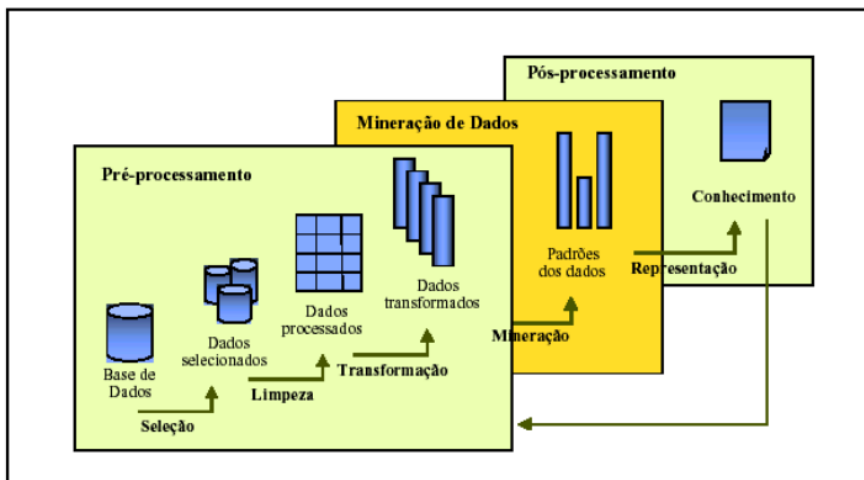 Pós-processamento
Mineração de Dados
Pré-processamento
Conhecimento
Padrões
dos dados
Representação
Dados
transformados
Dados
processados
Mineração
Dados
selecionados
Transformação
Base de
Dados
Limpeza
Seleção